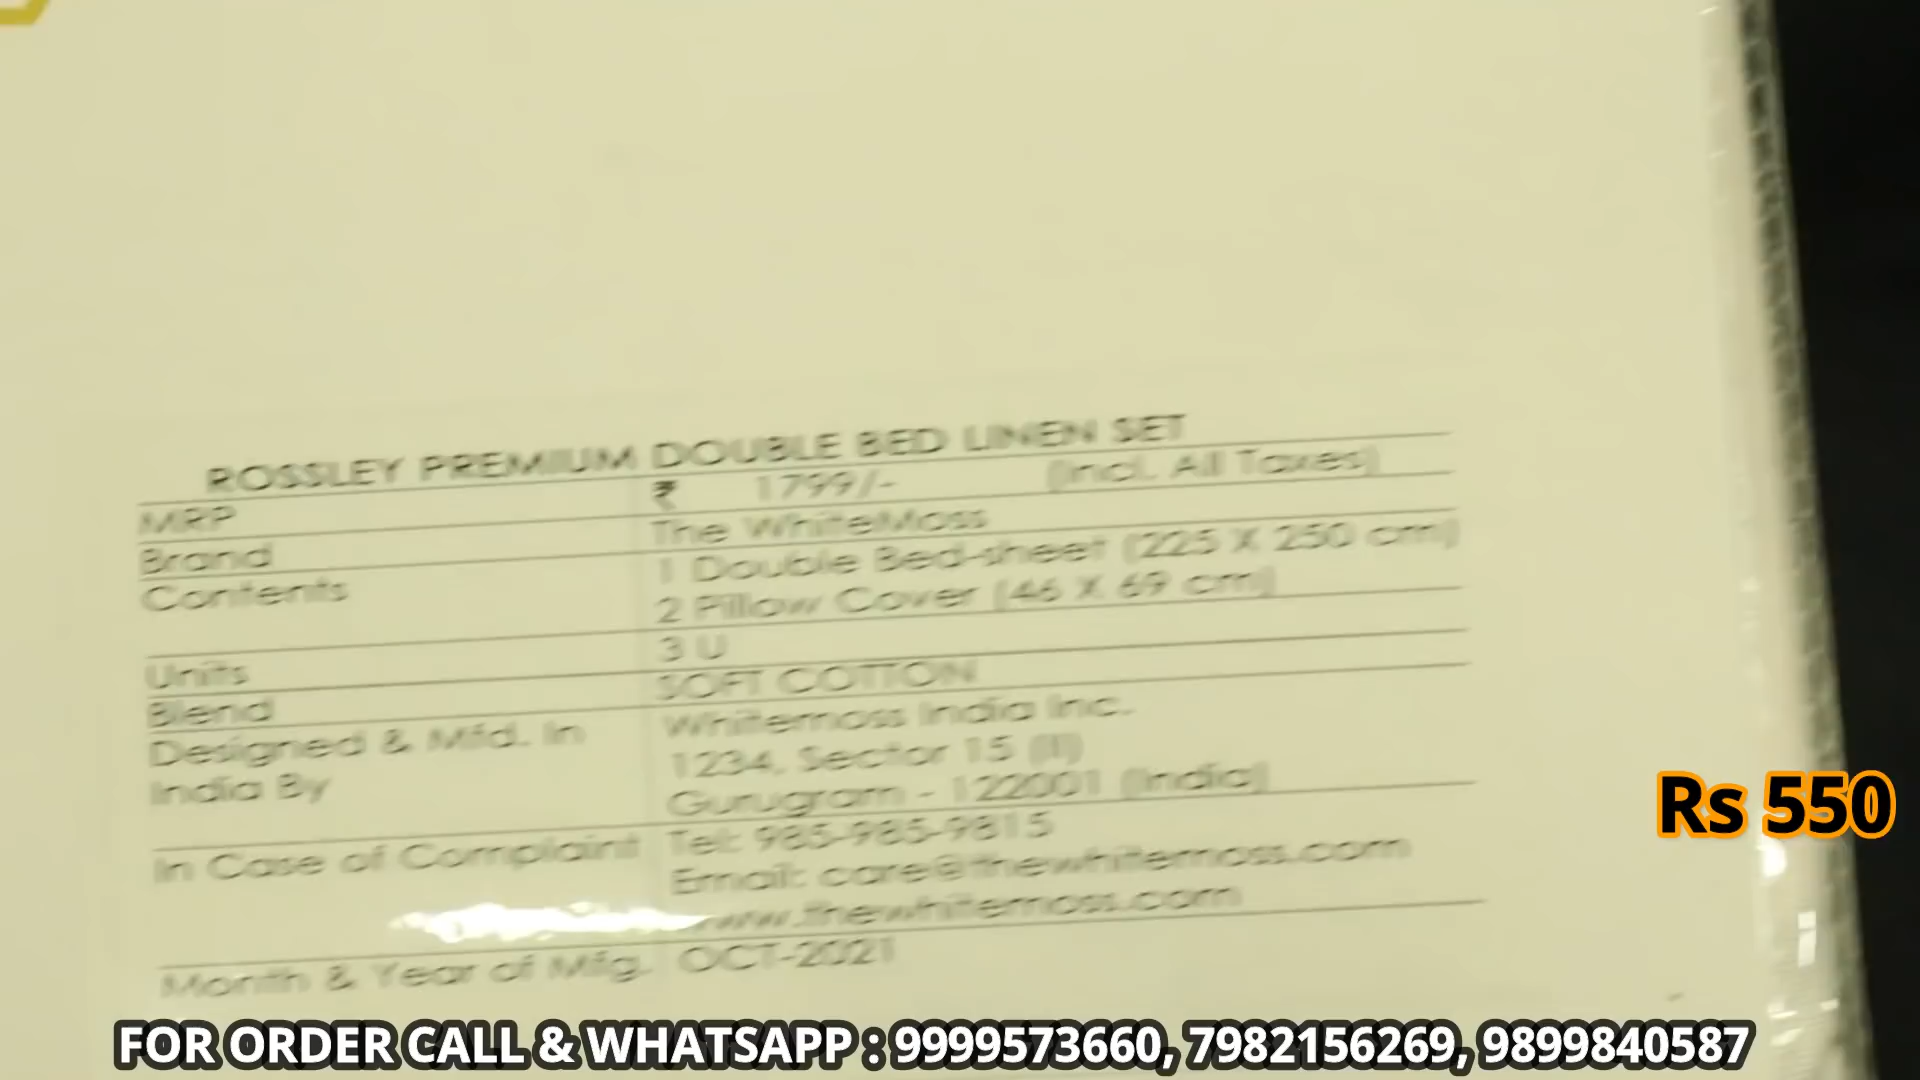 ROSSLEY PREMIUM DOUBLE BED LINEN SET
MRP ₹ 1799/- (Incl. All Taxes)
Brand The WhiteMoss
Contents 1 Double Bed-sheet (225 X 250 cm)
2 Pillow Cover (46 X 69 cm)
Units 3 U
Blend SOFT COTTON
Designed & Mfd. In Whitemoss India Inc.
India By 1234, Sector 15 (II)
Gurugram - 122001 (India)
In Case of Complaint Tel: 985-985-9815
Email: care@thewhitemoss.com
www.thewhitemoss.com
Month & Year of Mfg. OCT-2021
Rs 550
FOR ORDER CALL & WHATSAPP : 9999573660, 7982156269, 9899840587